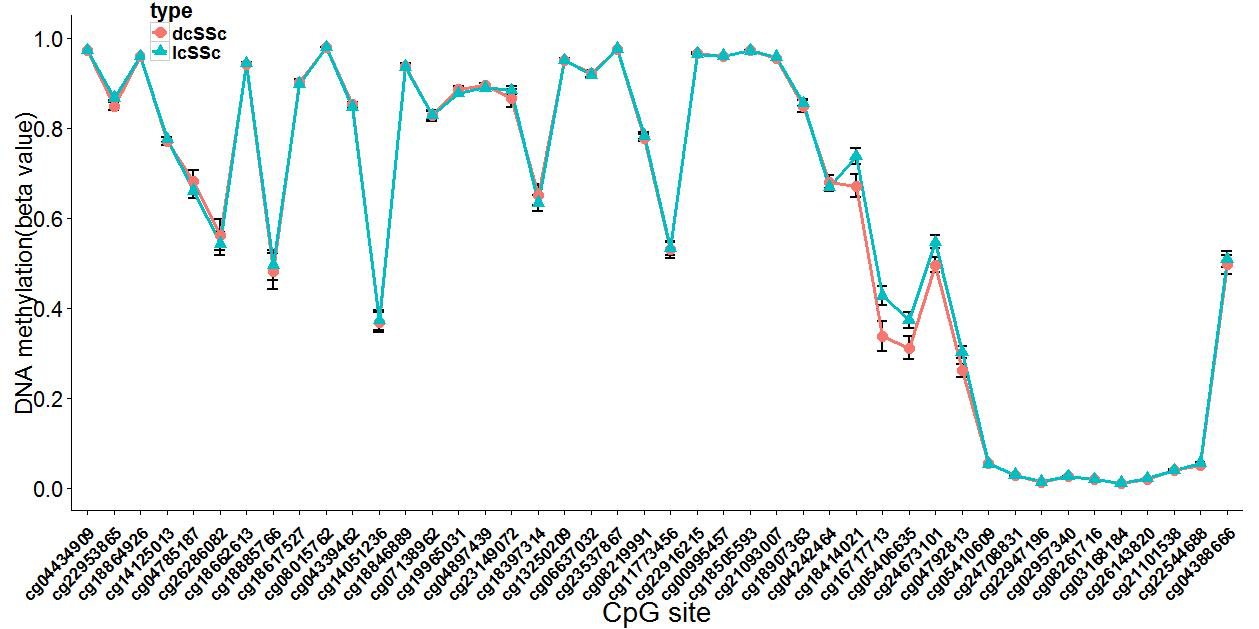 type
dcSSc
lcSSc
DNA methylation(beta value)
1.0
0.8
0.6
0.4
0.2
0.0
cg04434909
cg22953865
cg18864926
cg14125013
cg04785187
cg26286082
cg18662613
cg18885766
cg18617527
cg08015762
cg04339462
cg14051236
cg18846889
cg07138962
cg19965031
cg04897439
cg23149072
cg18397314
cg13250209
cg06637032
cg23537867
cg08219991
cg11773456
cg22916215
cg00995457
cg18505593
cg21093007
cg18907363
cg04242464
cg18414021
cg16717713
cg05406635
cg24673101
cg04792813
cg05410609
cg24708831
cg22947196
cg02957340
cg08261716
cg03168184
cg26143820
cg21101538
cg22544688
cg04388666
CpG site